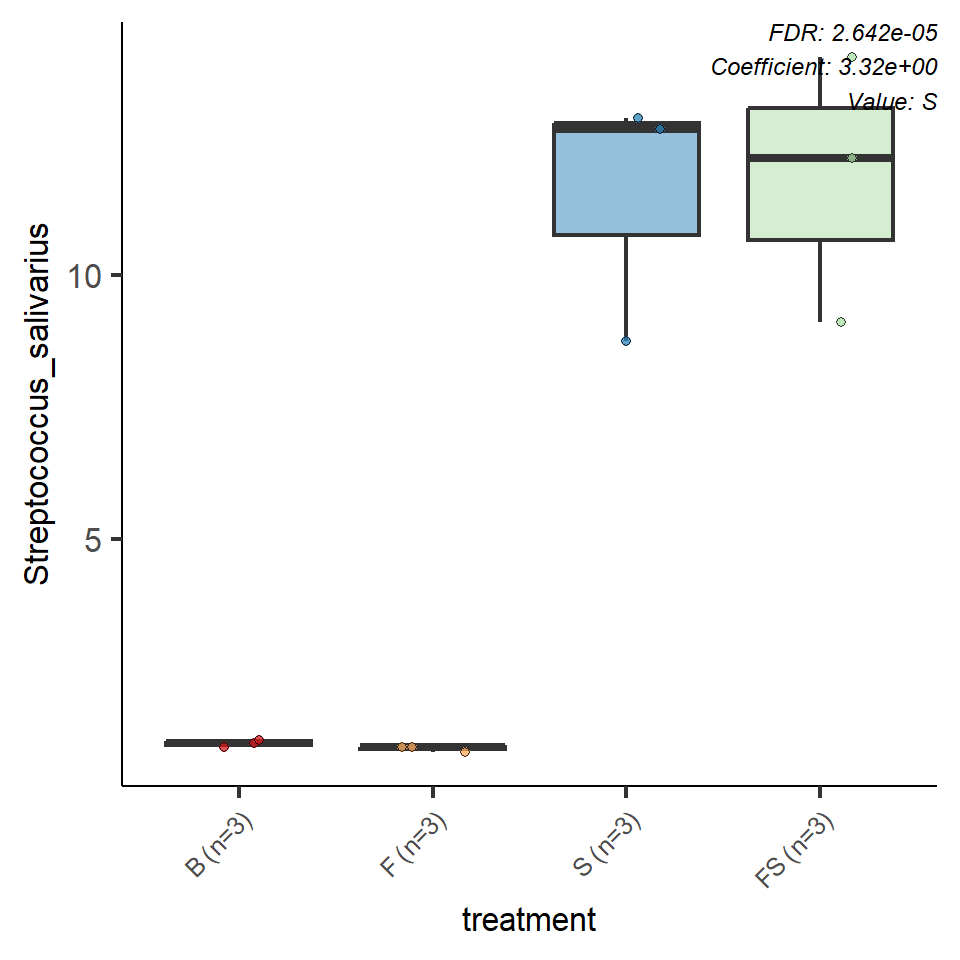 FDR: 2.642e-05
Coefficient: 3.32e+00
Value: S
Streptococcus_salivarius
10
5
B (n=3)
F (n=3)
S (n=3)
FS (n=3)
treatment